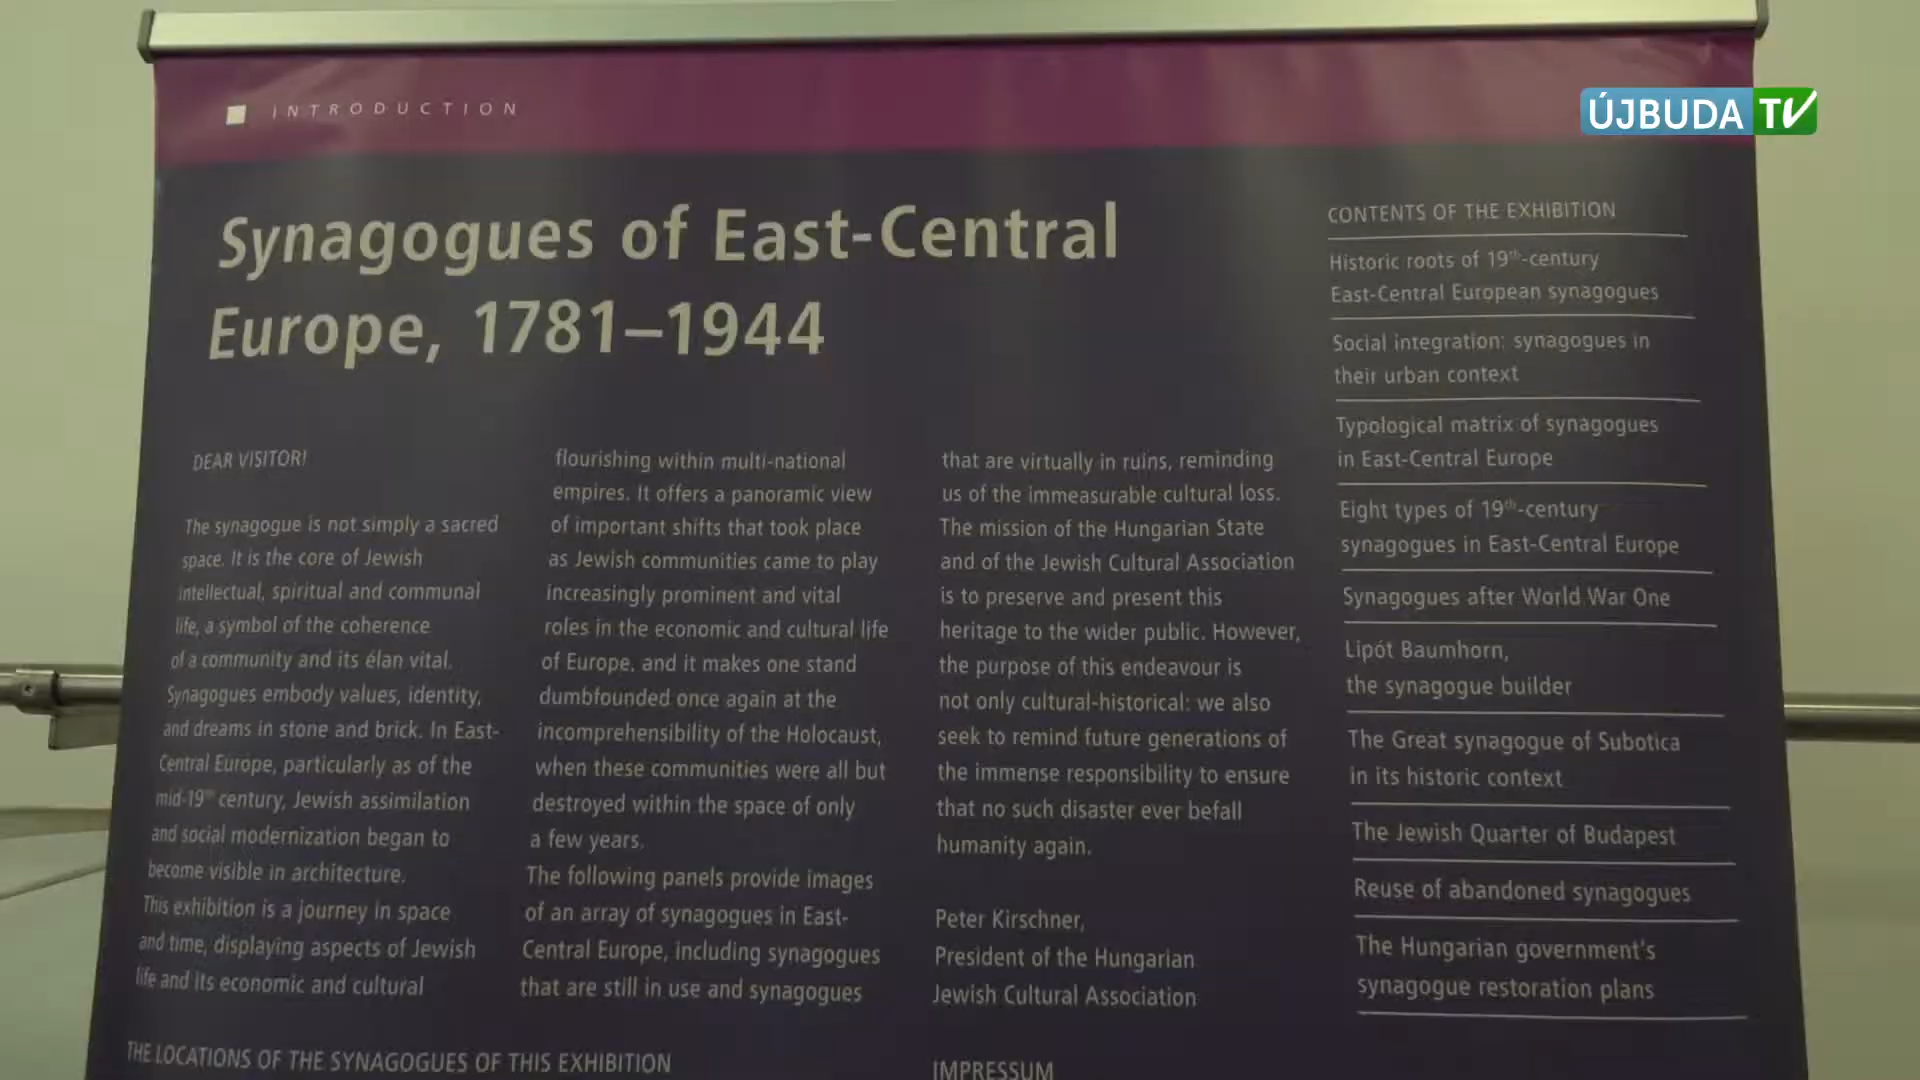 INTRODUCTION
ÚJBUDA TV
Synagogues of East-Central
Europe, 1781–1944
DEAR VISITOR!
The synagogue is not simply a sacred
space. It is the core of Jewish
intellectual, spiritual and communal
life, a symbol of the coherence
of a community and its élan vital.
Synagogues embody values, identity,
and dreams in stone and brick. In East-
Central Europe, particularly as of the
mid-19th century, Jewish assimilation
and social modernization began to
become visible in architecture.
This exhibition is a journey in space
and time, displaying aspects of Jewish
life and its economic and cultural
flourishing within multi-national
empires. It offers a panoramic view
of important shifts that took place
as Jewish communities came to play
increasingly prominent and vital
roles in the economic and cultural life
of Europe, and it makes one stand
dumbfounded once again at the
incomprehensibility of the Holocaust,
when these communities were all but
destroyed within the space of only
a few years.
The following panels provide images
of an array of synagogues in East-
Central Europe, including synagogues
that are still in use and synagogues
that are virtually in ruins, reminding
us of the immeasurable cultural loss.
The mission of the Hungarian State
and of the Jewish Cultural Association
is to preserve and present this
heritage to the wider public. However,
the purpose of this endeavour is
not only cultural-historical: we also
seek to remind future generations of
the immense responsibility to ensure
that no such disaster ever befall
humanity again.
Peter Kirschner,
President of the Hungarian
Jewish Cultural Association
CONTENTS OF THE EXHIBITION
Historic roots of 19th-century
East-Central European synagogues
Social integration: synagogues in
their urban context
Typological matrix of synagogues
in East-Central Europe
Eight types of 19th-century
synagogues in East-Central Europe
Synagogues after World War One
Lipót Baumhorn,
the synagogue builder
The Great synagogue of Subotica
in its historic context
The Jewish Quarter of Budapest
Reuse of abandoned synagogues
The Hungarian government's
synagogue restoration plans
THE LOCATIONS OF THE SYNAGOGUES OF THIS EXHIBITION
IMPRESSUM